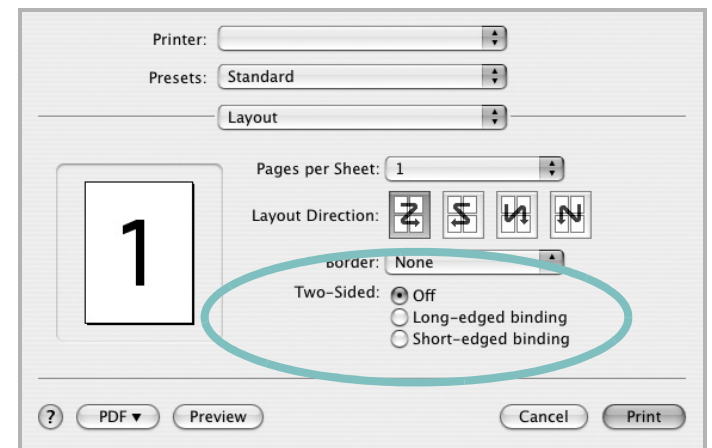 Printer:
Presets: Standard
Layout
Pages per Sheet: 1
1
Layout Direction:
Border: None
Two-Sided: Off
Long-edged binding
Short-edged binding
? PDF▼ Preview Cancel Print